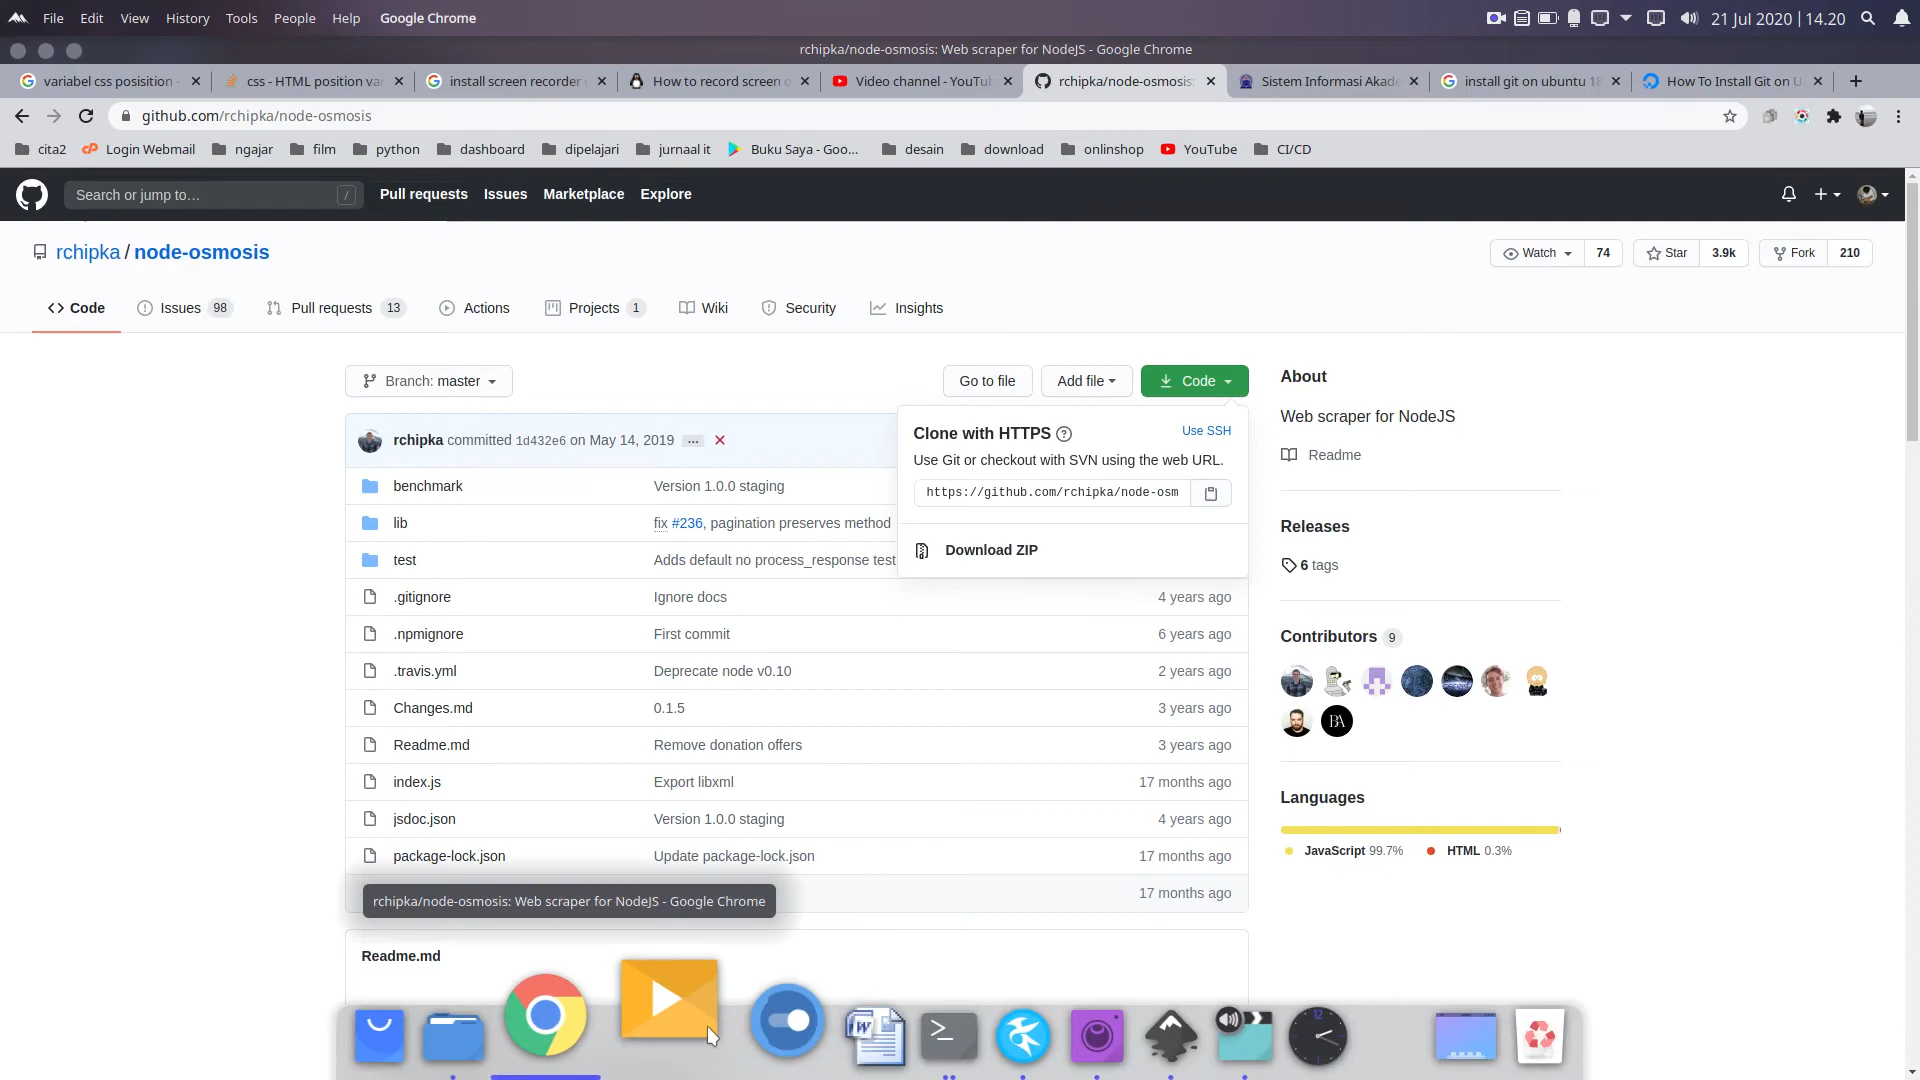 File Edit View History Tools People Help Google Chrome
21 Jul 2020 | 14.20
rchipka/node-osmosis: Web scraper for NodeJS - Google Chrome
variabel css posisition - css - HTML position va install screen recorder How to record screen o Video channel - YouTub rchipka/node-osmosis: Sistem Informasi Akade install git on ubuntu 18 How To Install Git on U
github.com/rchipka/node-osmosis
cita2 Login Webmail ngajar film python dashboard dipelajari jurnaal it Buku Saya - Goo... desain download onlinshop YouTube CI/CD
Search or jump to… / Pull requests Issues Marketplace Explore
rchipka / node-osmosis
Watch 74 Star 3.9k Fork 210
Code Issues 98 Pull requests 13 Actions Projects 1 Wiki Security Insights
Branch: master Go to file Add file Code
About
Web scraper for NodeJS
Readme
rchipka committed 1d432e6 on May 14, 2019 ...
Clone with HTTPS ? Use SSH
Use Git or checkout with SVN using the web URL.
https://github.com/rchipka/node-osm
Download ZIP
benchmark Version 1.0.0 staging
lib fix #236, pagination preserves method
test Adds default no process_response test
.gitignore Ignore docs 4 years ago
.npmignore First commit 6 years ago
.travis.yml Deprecate node v0.10 2 years ago
Changes.md 0.1.5 3 years ago
Readme.md Remove donation offers 3 years ago
index.js Export libxml 17 months ago
jsdoc.json Version 1.0.0 staging 4 years ago
package-lock.json Update package-lock.json 17 months ago
17 months ago
rchipka/node-osmosis: Web scraper for NodeJS - Google Chrome
Readme.md
Releases
6 tags
Contributors 9
BA
Languages
JavaScript 99.7% HTML 0.3%
W
12